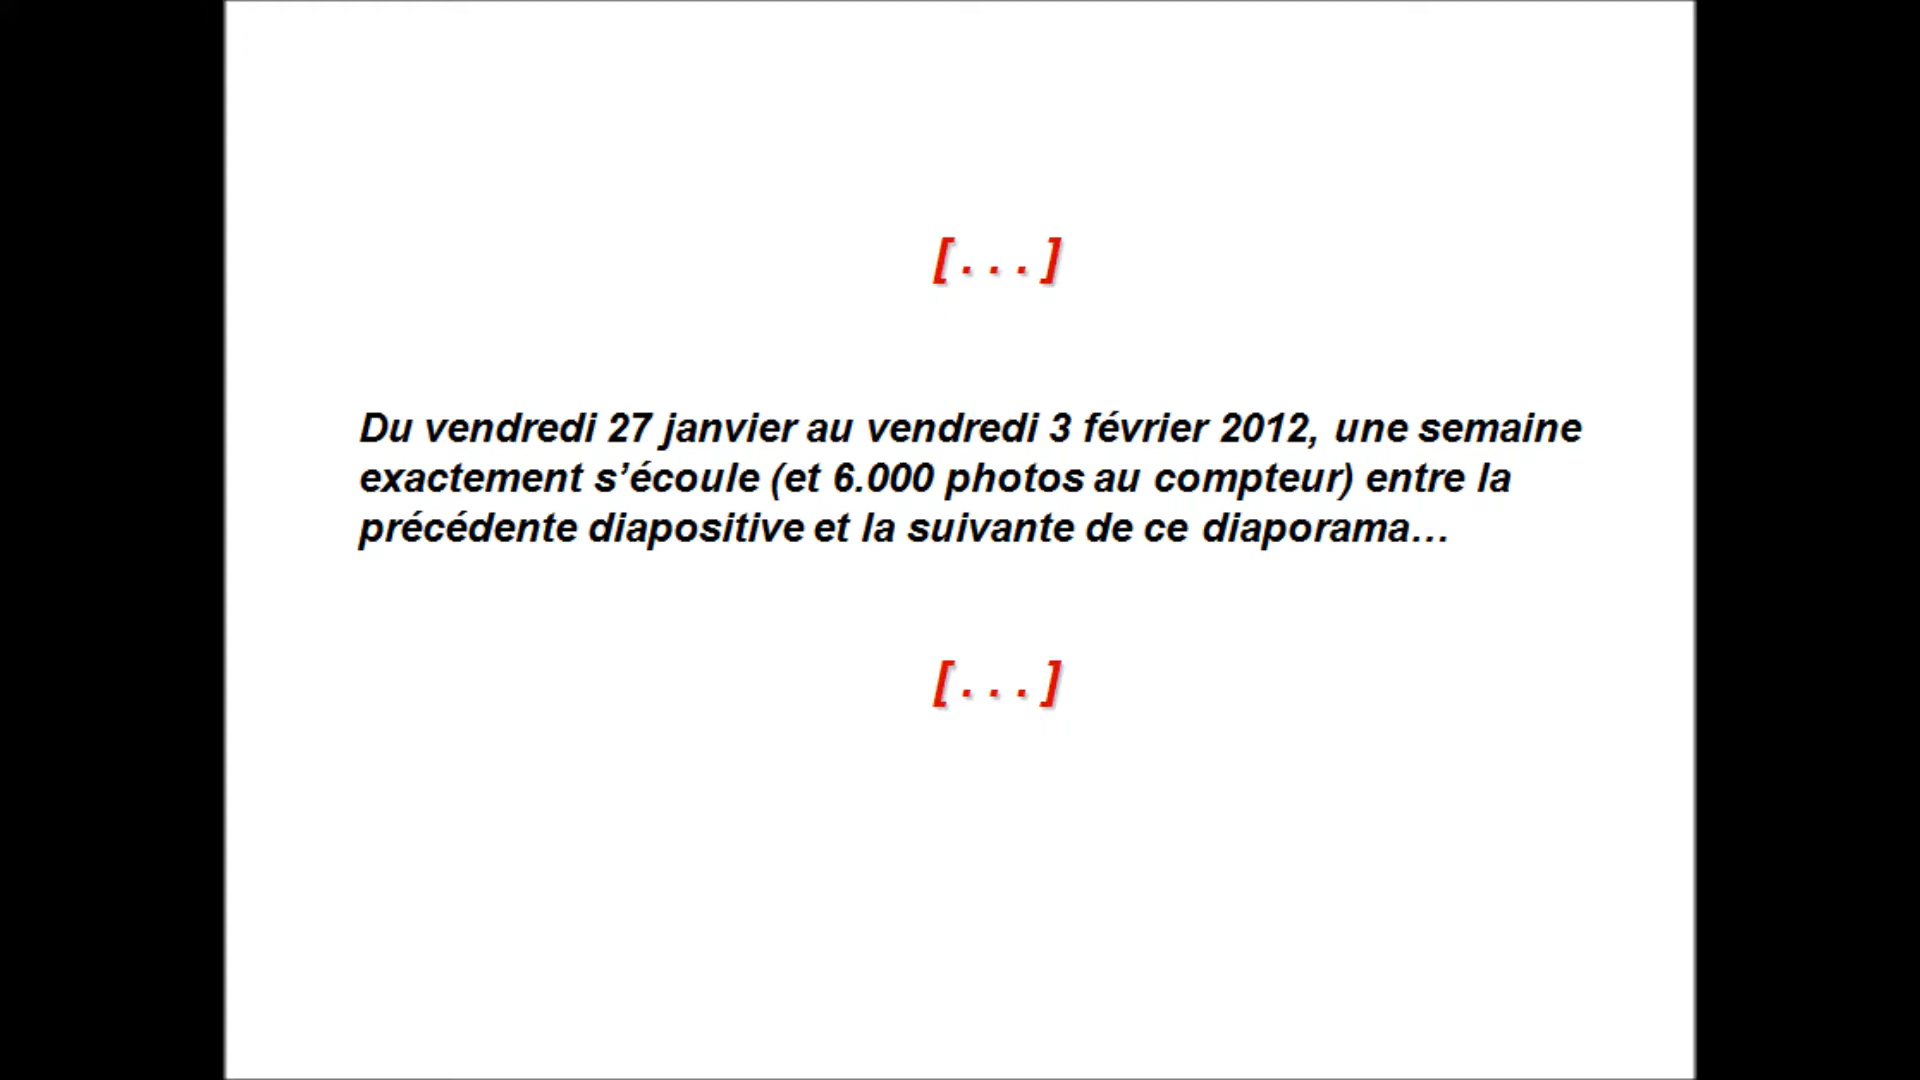 [ . . . ]
Du vendredi 27 janvier au vendredi 3 février 2012, une semaine
exactement s’écoule (et 6.000 photos au compteur) entre la
précédente diapositive et la suivante de ce diaporama…
[ . . . ]